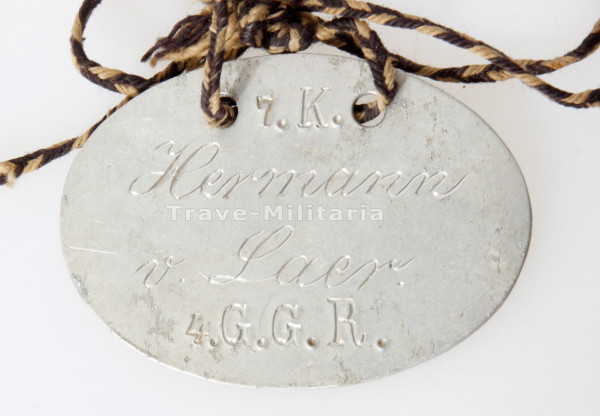 7. K.
Hermann
Trave-Militaria
v. Laer.
4. G. G. R.